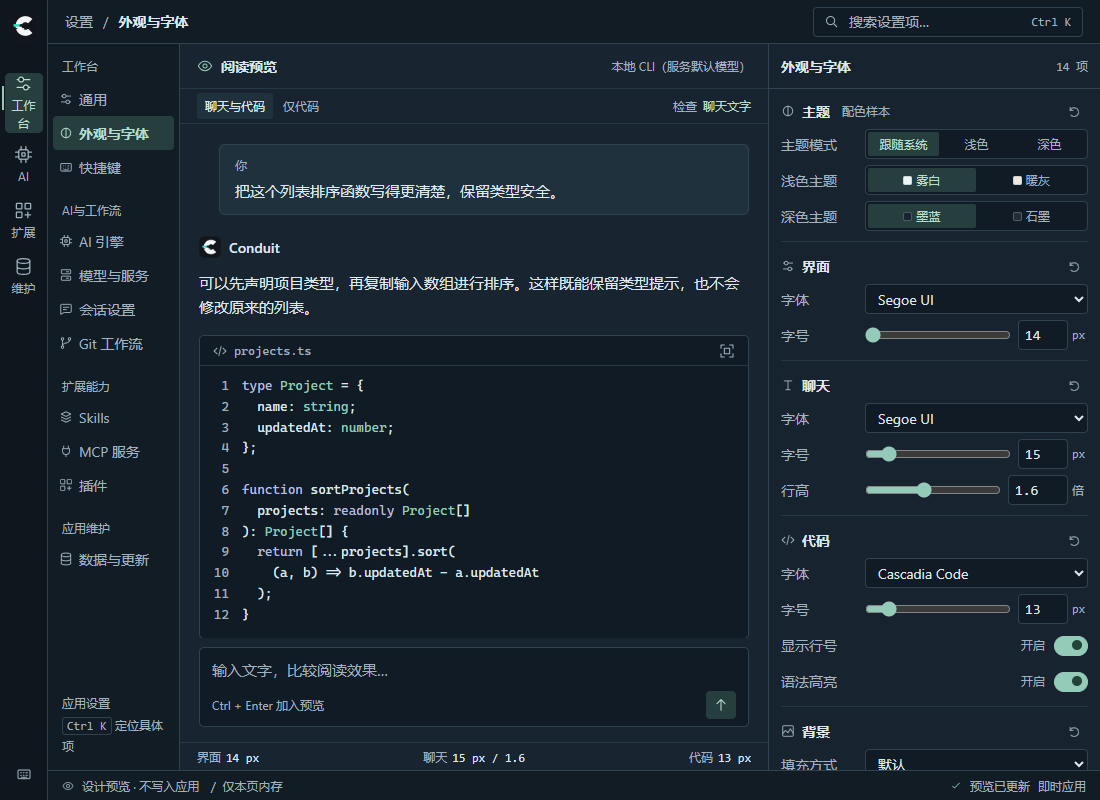 设置 / 外观与字体
搜索设置项... Ctrl K
工作台
AI
扩展
维护
工作台
通用
外观与字体
快捷键
AI与工作流
AI 引擎
模型与服务
会话设置
Git 工作流
扩展能力
Skills
MCP 服务
插件
应用维护
数据与更新
应用设置
Ctrl K 定位具体
项
阅读预览 本地 CLI（服务默认模型）
聊天与代码 仅代码 检查 聊天文字
你
把这个列表排序函数写得更清楚，保留类型安全。
Conduit
可以先声明项目类型，再复制输入数组进行排序。这样既能保留类型提示，也不会
修改原来的列表。
projects.ts
1 type Project = {
2 name: string;
3 updatedAt: number;
4 };
5
6 function sortProjects(
7 projects: readonly Project[]
8 ): Project[] {
9 return [...projects].sort(
10 (a, b) => b.updatedAt - a.updatedAt
11 );
12 }
输入文字，比较阅读效果...
Ctrl + Enter 加入预览
界面 14 px 聊天 15 px / 1.6 代码 13 px
外观与字体 14 项
主题 配色样本
主题模式 跟随系统 浅色 深色
浅色主题 雾白 暖灰
深色主题 墨蓝 石墨
界面
字体 Segoe UI
字号 14 px
聊天
字体 Segoe UI
字号 15 px
行高 1.6 倍
代码
字体 Cascadia Code
字号 13 px
显示行号 开启
语法高亮 开启
背景
填充方式 默认
设计预览 · 不写入应用 / 仅本页内存
预览已更新 即时应用